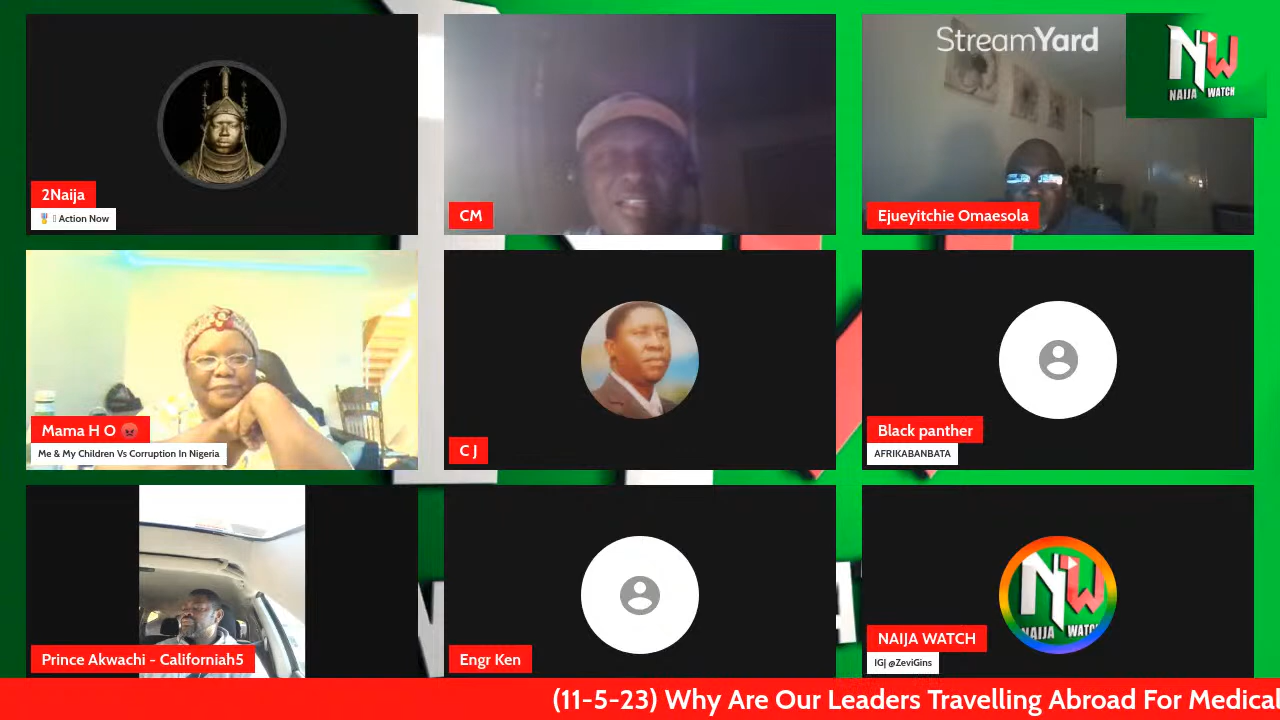 2Naija
Action Now
CM
StreamYard
NW
NAIJA WATCH
Ejueyitchie Omaesola
Mama H O
Me & My Children Vs Corruption In Nigeria
C J
Black panther
AFRIKABANBATA
Prince Akwachi - Californiah5
Engr Ken
NW
NAIJA WATCH
NAIJA WATCH
IG| @ZeviGins
(11-5-23) Why Are Our Leaders Travelling Abroad For Medical